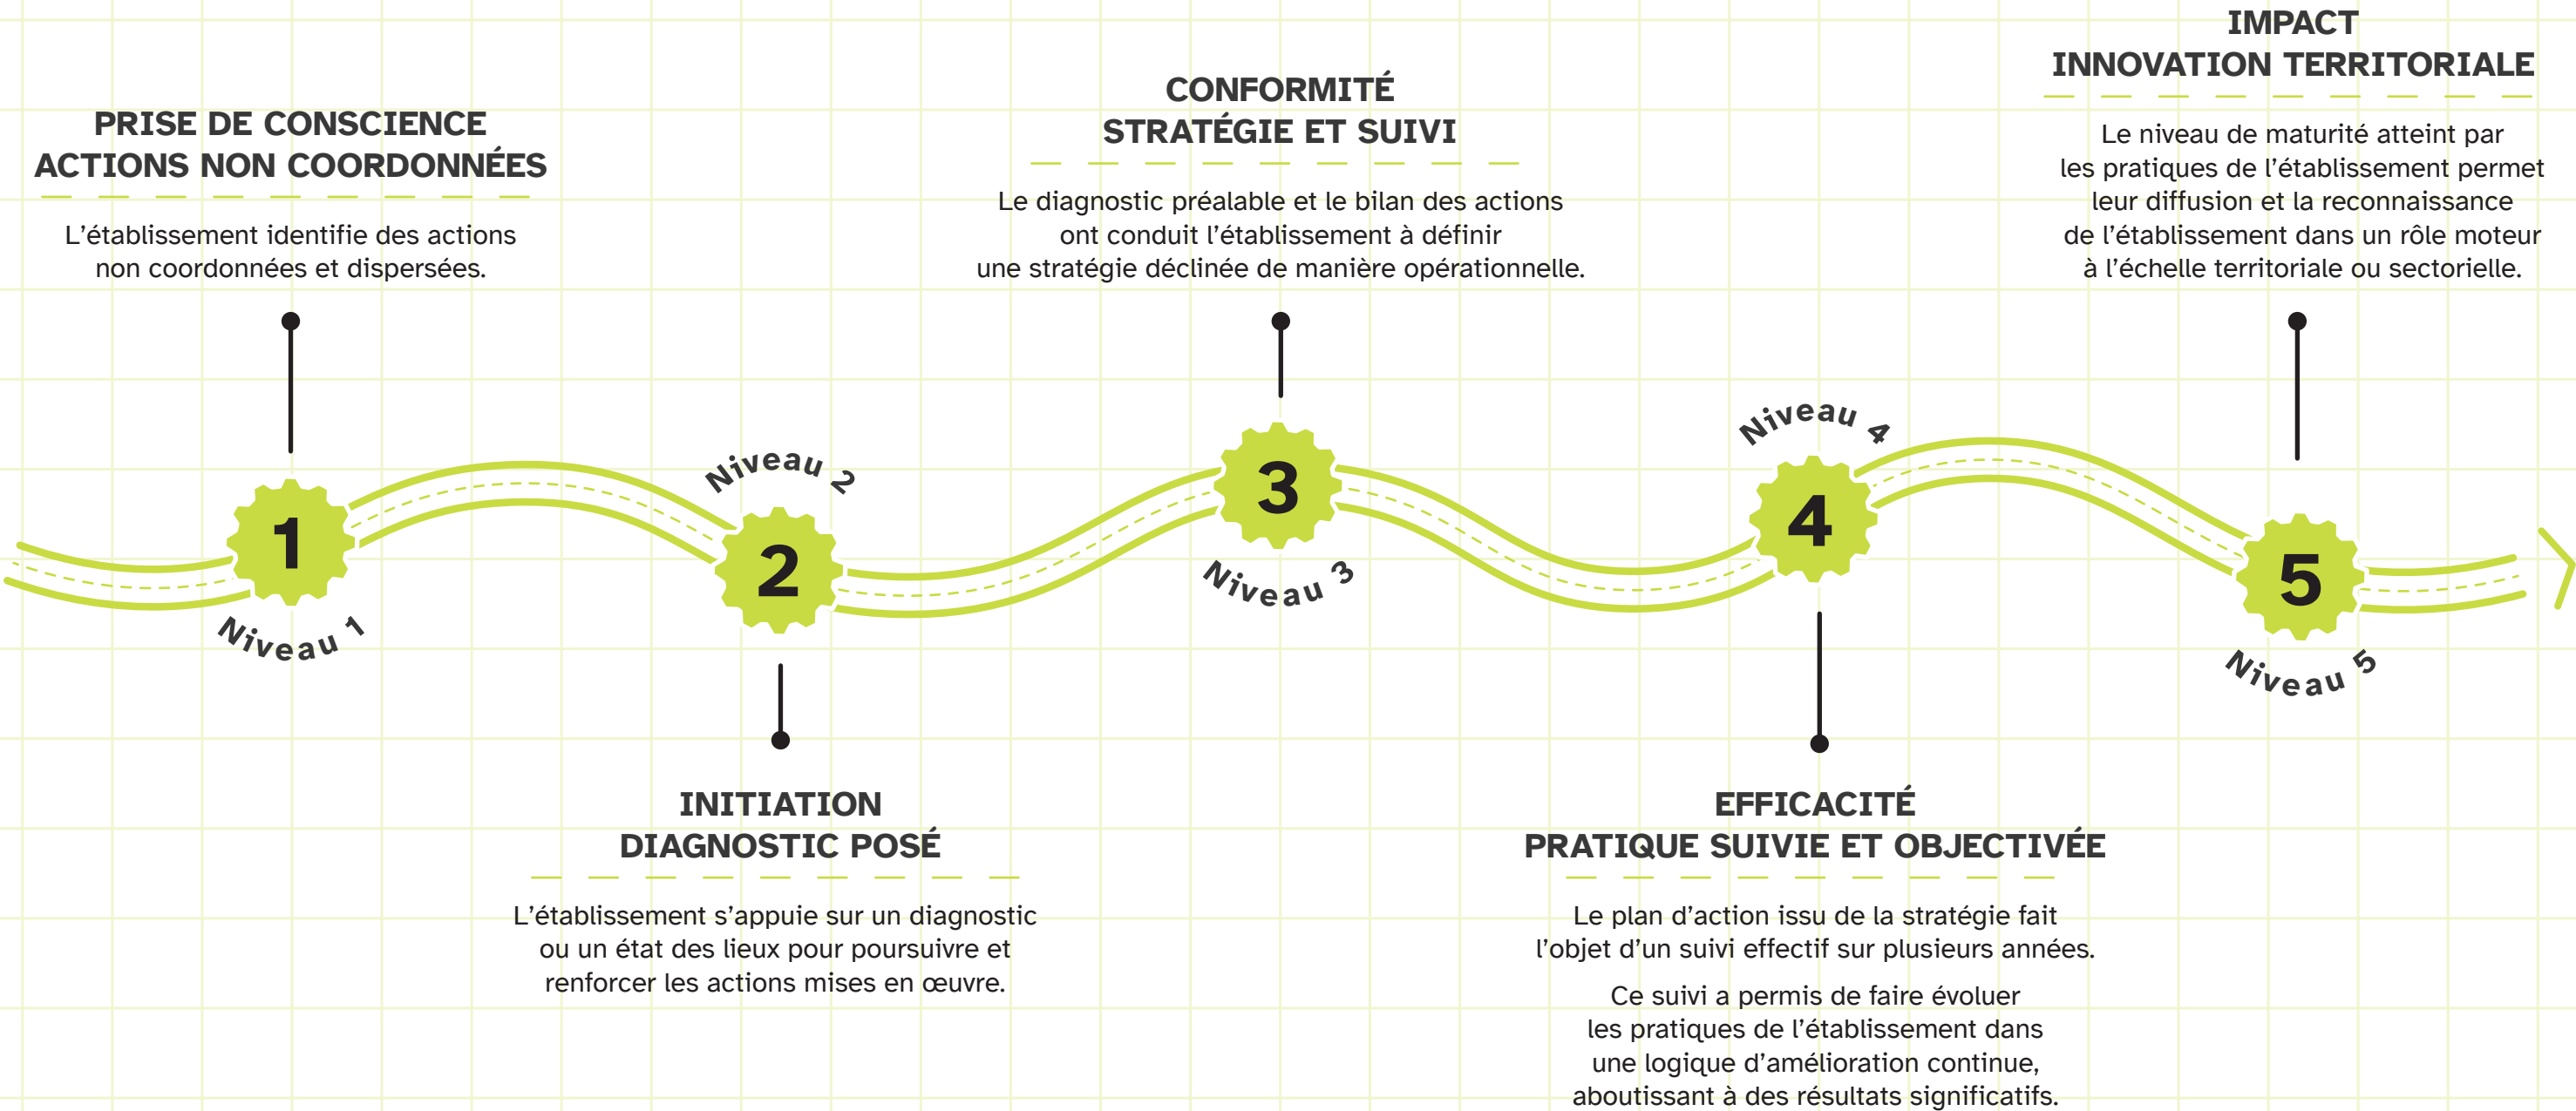 PRISE DE CONSCIENCE
ACTIONS NON COORDONNÉES
L’établissement identifie des actions
non coordonnées et dispersées.
1
Niveau 1
Niveau 2
2
INITIATION
DIAGNOSTIC POSÉ
L’établissement s’appuie sur un diagnostic
ou un état des lieux pour poursuivre et
renforcer les actions mises en œuvre.
CONFORMITÉ
STRATÉGIE ET SUIVI
Le diagnostic préalable et le bilan des actions
ont conduit l’établissement à définir
une stratégie déclinée de manière opérationnelle.
3
Niveau 3
Niveau 4
4
EFFICACITÉ
PRATIQUE SUIVIE ET OBJECTIVÉE
Le plan d’action issu de la stratégie fait
l’objet d’un suivi effectif sur plusieurs années.
Ce suivi a permis de faire évoluer
les pratiques de l’établissement dans
une logique d’amélioration continue,
aboutissant à des résultats significatifs.
IMPACT
INNOVATION TERRITORIALE
Le niveau de maturité atteint par
les pratiques de l’établissement permet
leur diffusion et la reconnaissance
de l’établissement dans un rôle moteur
à l’échelle territoriale ou sectorielle.
5
Niveau 5